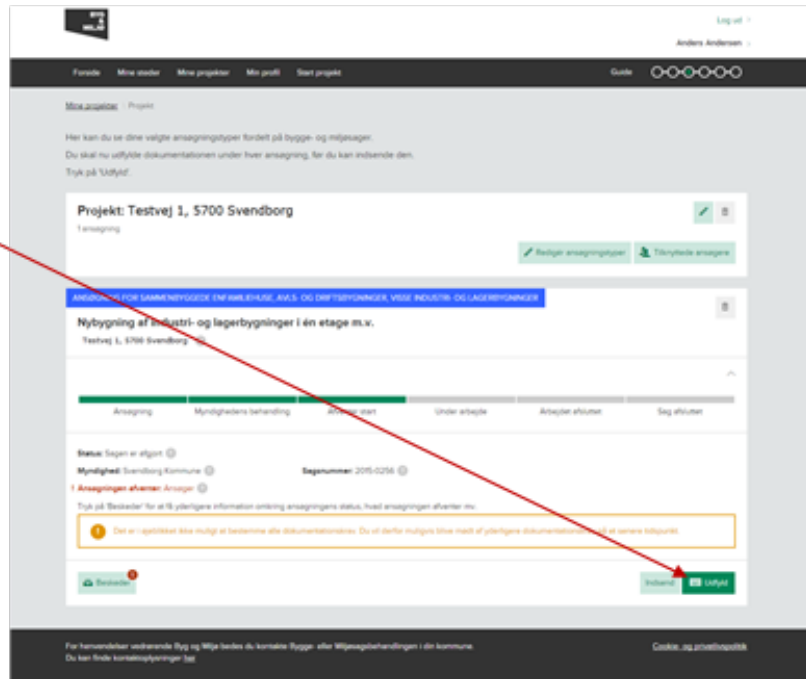 BYG
MILJØ
Log ud
Anders Andersen
Forside Mine steder Mine projekter Min profil Start projekt Guide
Mine projekter Projekt
Her kan du se dine valgte ansøgningstyper fordelt på bygge- og miljøsager.
Du skal nu udfylde dokumentationen under hver ansøgning, før du kan indsende den.
Tryk på 'Udfyld'.
Projekt: Testvej 1, 5700 Svendborg
1 ansøgning
Redigér ansøgningstyper Tilknyttede ansøgere
ANSØGNING FOR SAMMENBYGGEDE ENFAMILIEHUSE, AVLS- OG DRIFTSBYGNINGER, VISSE INDUSTRI- OG LAGERBYGNINGER
Nybygning af industri- og lagerbygninger i én etage m.v.
Testvej 1, 5700 Svendborg
Ansøgning Myndighedens behandling Afventer start Under arbejde Arbejdet afsluttet Sag afsluttet
Status: Sagen er afgjort
Myndighed: Svendborg Kommune Sagsnummer: 2015-0256
! Ansøgningen afventer: Ansøger
Tryk på 'Beskeder' for at få yderligere information omkring ansøgningens status, hvad ansøgningen afventer mv.
! Det er i øjeblikket ikke muligt at bestemme alle dokumentationskrav. Du vil derfor muligvis blive mødt af yderligere dokumentationskrav på et senere tidspunkt.
Beskeder Indsend Udfyld
For henvendelser vedrørende Byg og Miljø bedes du kontakte Bygge- eller Miljøsagsbehandlingen i din kommune. Cookie- og privatlivspolitik
Du kan finde kontaktoplysninger her